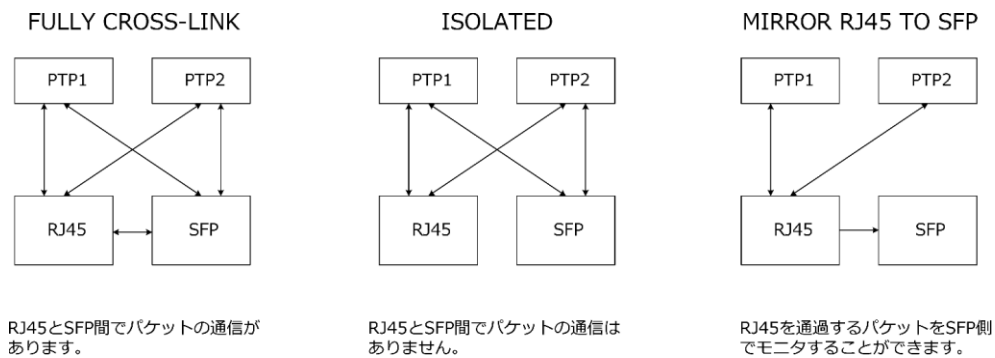 FULLY CROSS-LINK
PTP1 PTP2
RJ45 SFP
RJ45とSFP間でパケットの通信が
あります。
ISOLATED
PTP1 PTP2
RJ45 SFP
RJ45とSFP間でパケットの通信は
ありません。
MIRROR RJ45 TO SFP
PTP1 PTP2
RJ45 SFP
RJ45を通過するパケットをSFP側
でモニタすることができます。